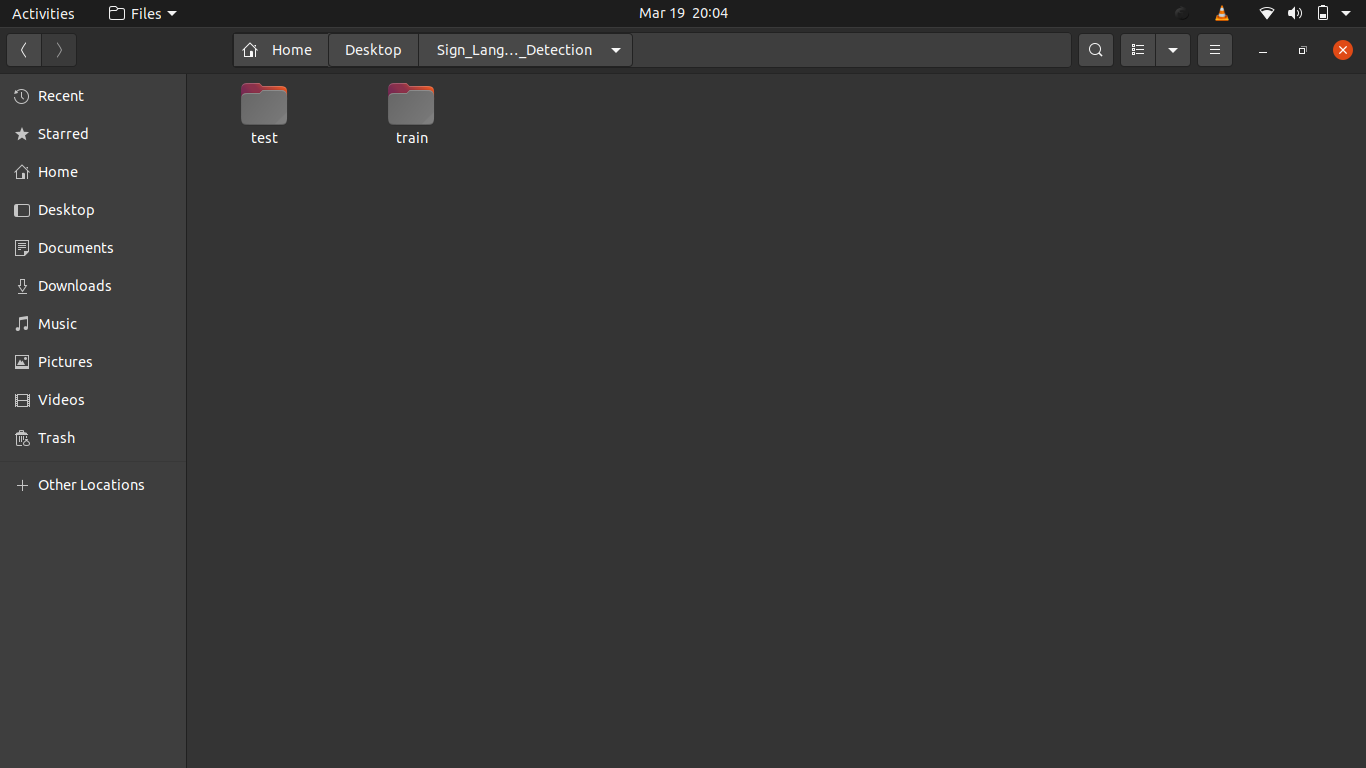 Activities Files Mar 19 20:04
Home Desktop Sign_Lang…_Detection
Recent
Starred
Home
Desktop
Documents
Downloads
Music
Pictures
Videos
Trash
Other Locations
test train